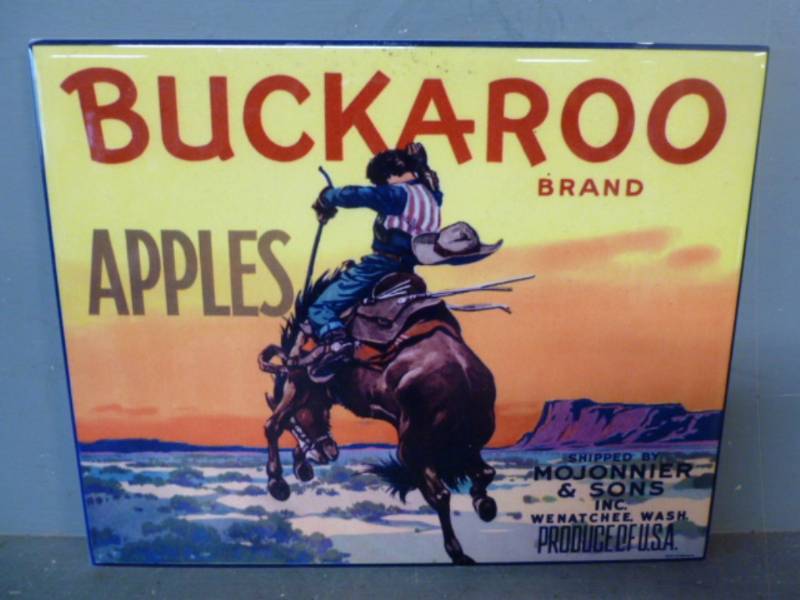 BUCKAROO
BRAND
APPLES
SHIPPED BY
MOJONNIER
& SONS
INC.
WENATCHEE, WASH.
PRODUCE OF U.S.A.